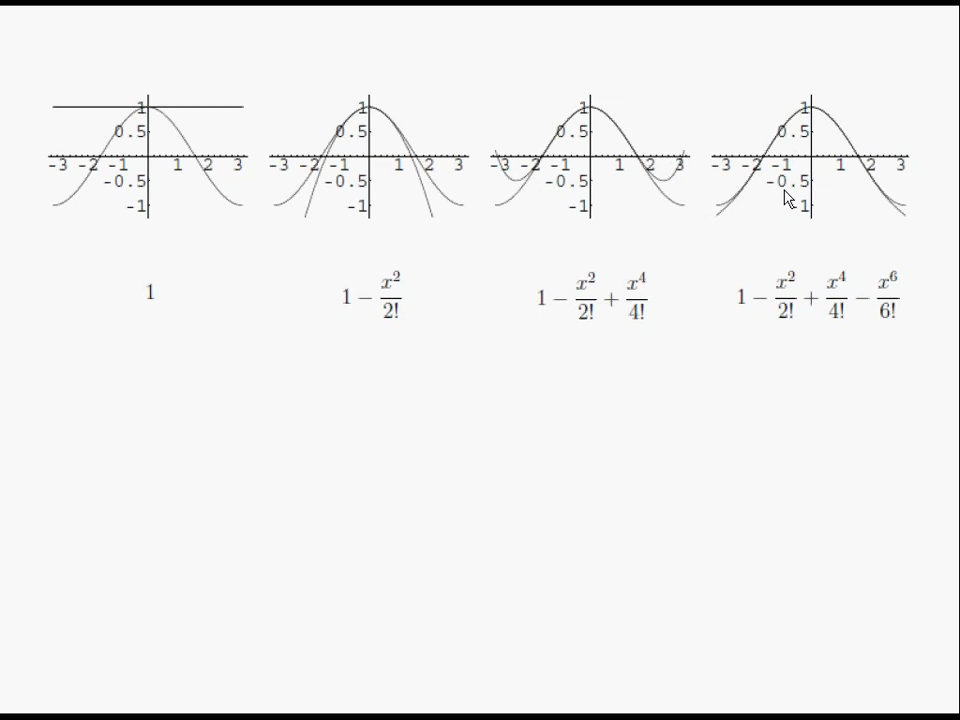 1 0.5 -3 -2 -1 1 2 3 -0.5 -1
1 0.5 -3 -2 -1 1 2 3 -0.5 -1
1 0.5 -3 -2 -1 1 2 3 -0.5 -1
1 0.5 -3 -2 -1 1 2 3 -0.5 1
1
1 − x²/2!
1 − x²/2! + x⁴/4!
1 − x²/2! + x⁴/4! − x⁶/6!